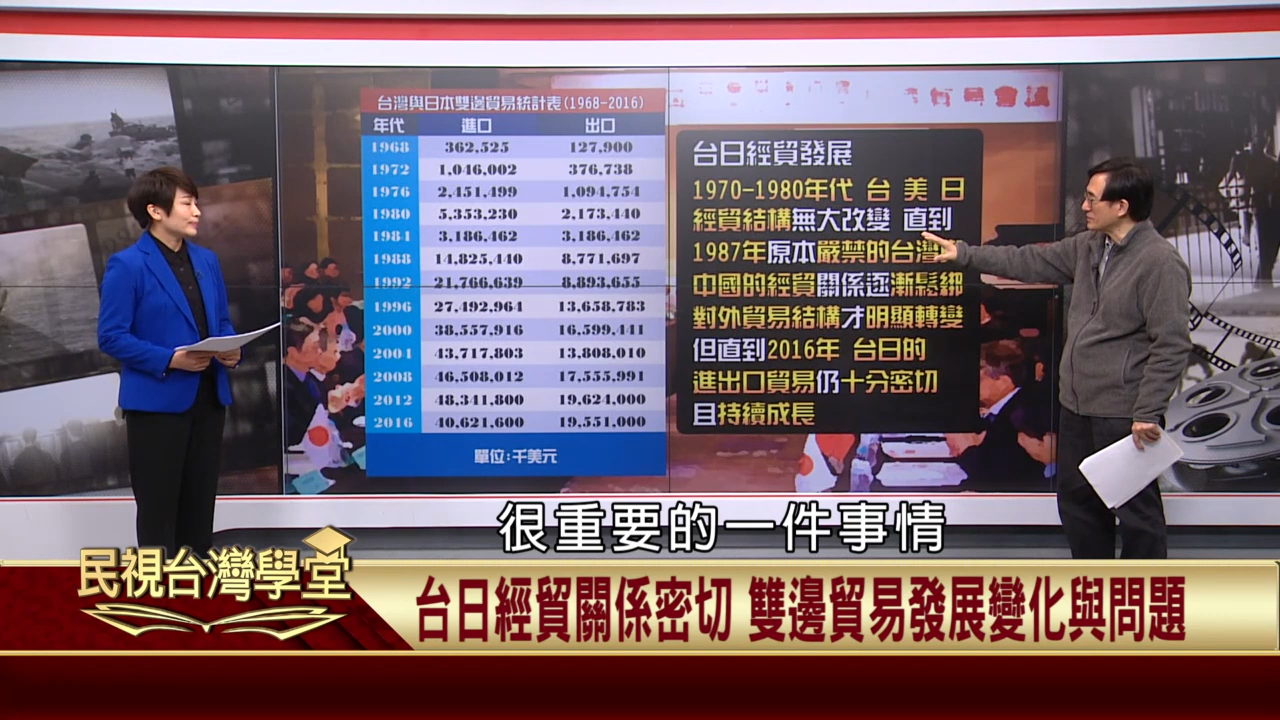 台灣與日本雙邊貿易統計表(1968-2016)
年代 進口 出口
1968 362,525 127,900
1972 1,046,002 376,738
1976 2,451,499 1,094,754
1980 5,353,230 2,173,440
1984 3,186,462 3,186,462
1988 14,825,440 8,771,697
1992 21,766,639 8,893,655
1996 27,492,964 13,658,783
2000 38,557,916 16,599,441
2004 43,717,803 13,808,010
2008 46,508,012 17,555,991
2012 48,341,800 19,624,000
2016 40,621,600 19,551,000
單位:千美元
台日經貿發展
1970-1980年代 台 美 日
經貿結構無大改變 直到
1987年原本嚴禁的台灣
中國的經貿關係逐漸鬆綁
對外貿易結構才明顯轉變
但直到2016年 台日的
進出口貿易仍十分密切
且持續成長
很重要的一件事情
民視台灣學堂
台日經貿關係密切 雙邊貿易發展變化與問題